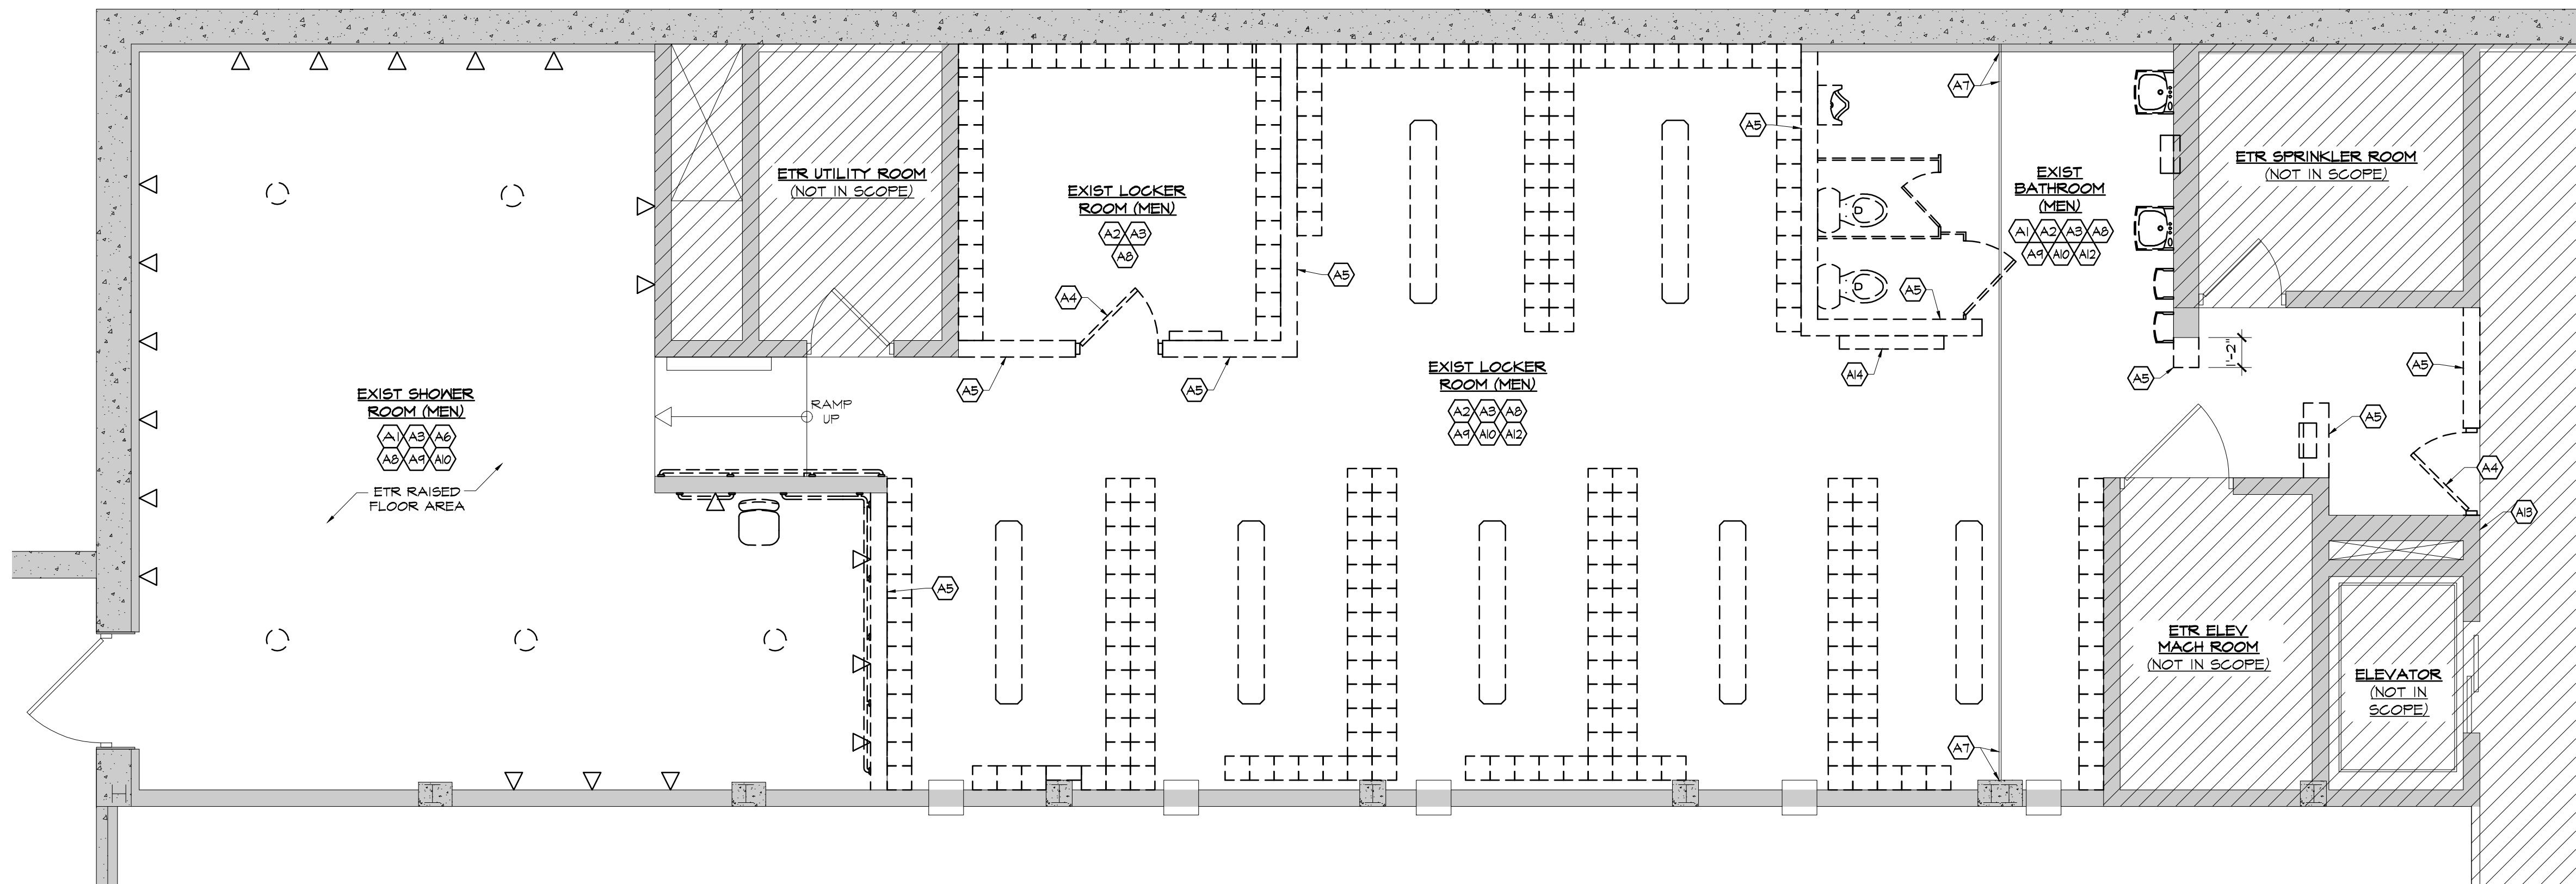 EXIST SHOWER
ROOM (MEN)
A1 A3 A6
A8 A9 A10
ETR RAISED
FLOOR AREA
ETR UTILITY ROOM
(NOT IN SCOPE)
RAMP
UP
EXIST LOCKER
ROOM (MEN)
A2 A3
A8
A4
A5
A5
A5
EXIST LOCKER
ROOM (MEN)
A2 A3 A8
A9 A10 A12
A5
A5
A5
A14
A7
EXIST
BATHROOM
(MEN)
A1 A2 A3 A8
A9 A10 A12
A7
ETR SPRINKLER ROOM
(NOT IN SCOPE)
1'-2"
A5
A5
A5
A4
A13
ETR ELEV
MACH ROOM
(NOT IN SCOPE)
ELEVATOR
(NOT IN
SCOPE)